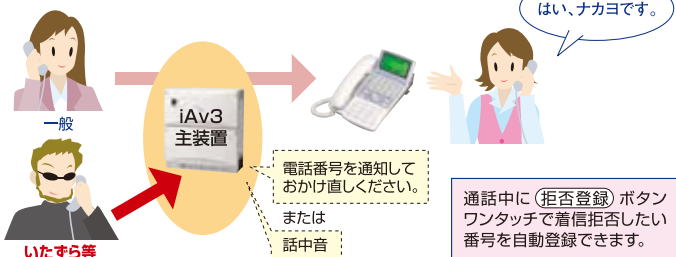 はい、ナカヨです。
一般
iAv3
主装置
電話番号を通知して
おかけ直しください。
または
話中音
いたずら等
通話中に 拒否登録 ボタン
ワンタッチで着信拒否したい
番号を自動登録できます。